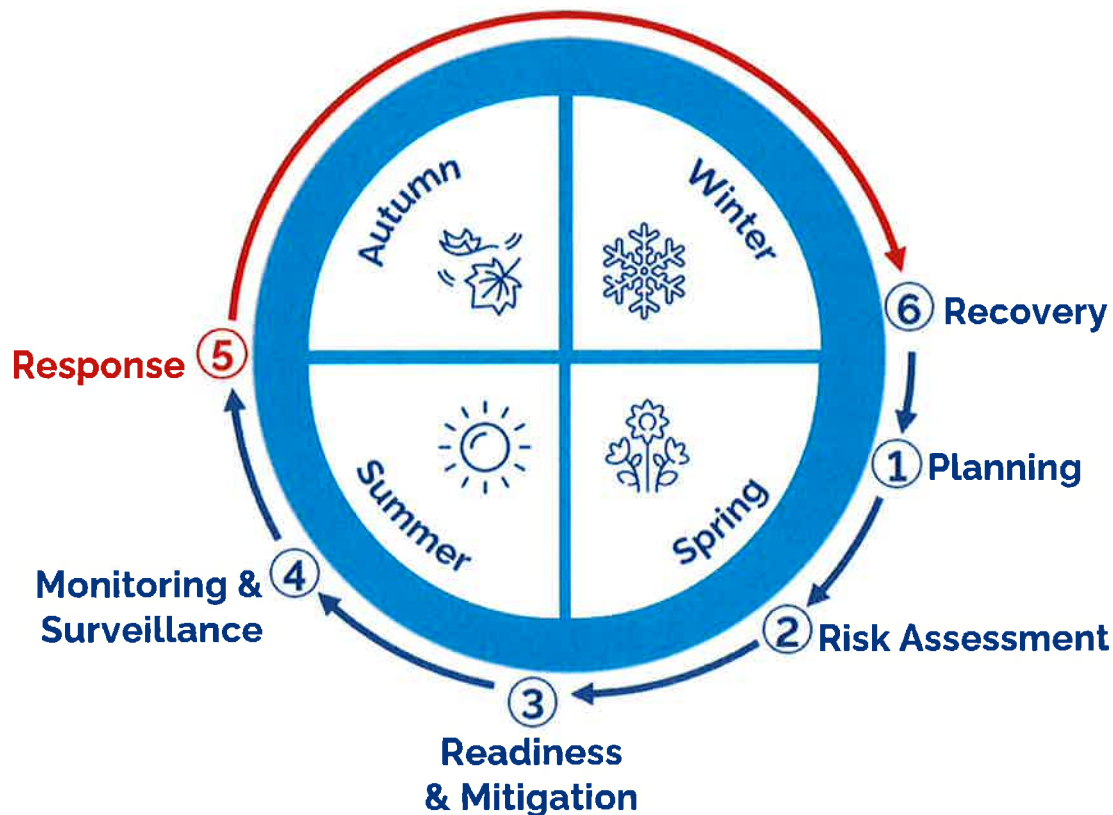 Autumn
Winter
Summer
Spring
6 Recovery
1 Planning
2 Risk Assessment
3
Readiness
& Mitigation
4
Monitoring &
Surveillance
5
Response